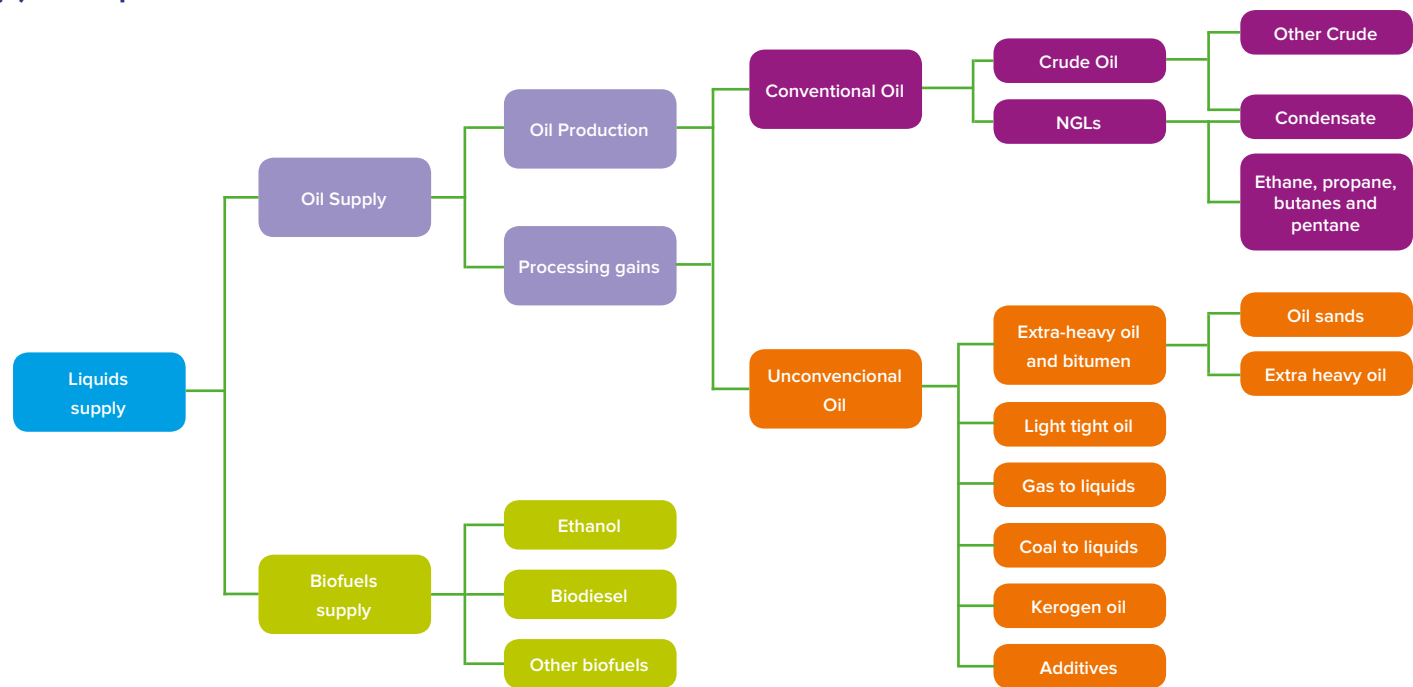 Other Crude
Crude Oil
Conventional Oil
Condensate
NGLs
Oil Production
Ethane, propane,
butanes and
pentane
Oil Supply
Processing gains
Oil sands
Extra-heavy oil
and bitumen
Extra heavy oil
Liquids
supply
Unconvencional
Oil
Light tight oil
Gas to liquids
Ethanol
Coal to liquids
Biofuels
supply
Biodiesel
Kerogen oil
Other biofuels
Additives